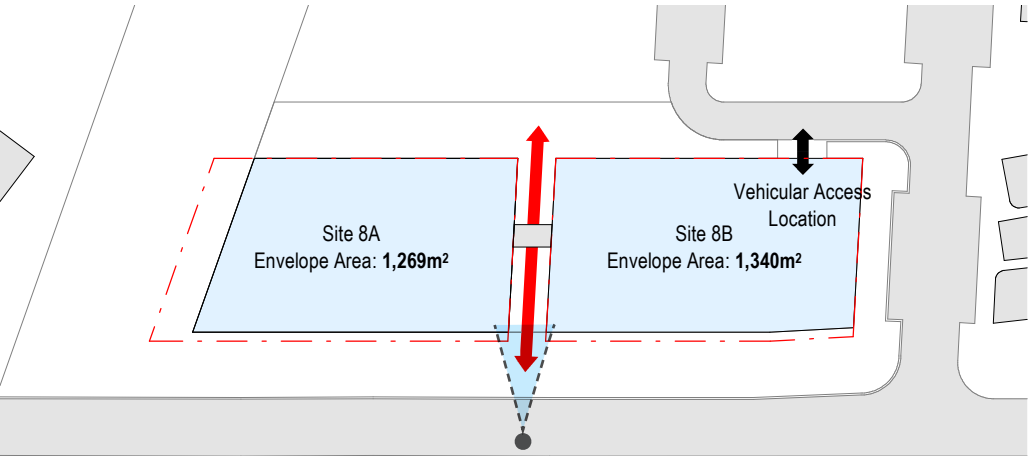 Vehicular Access
Location
Site 8A
Envelope Area: 1,269m²
Site 8B
Envelope Area: 1,340m²